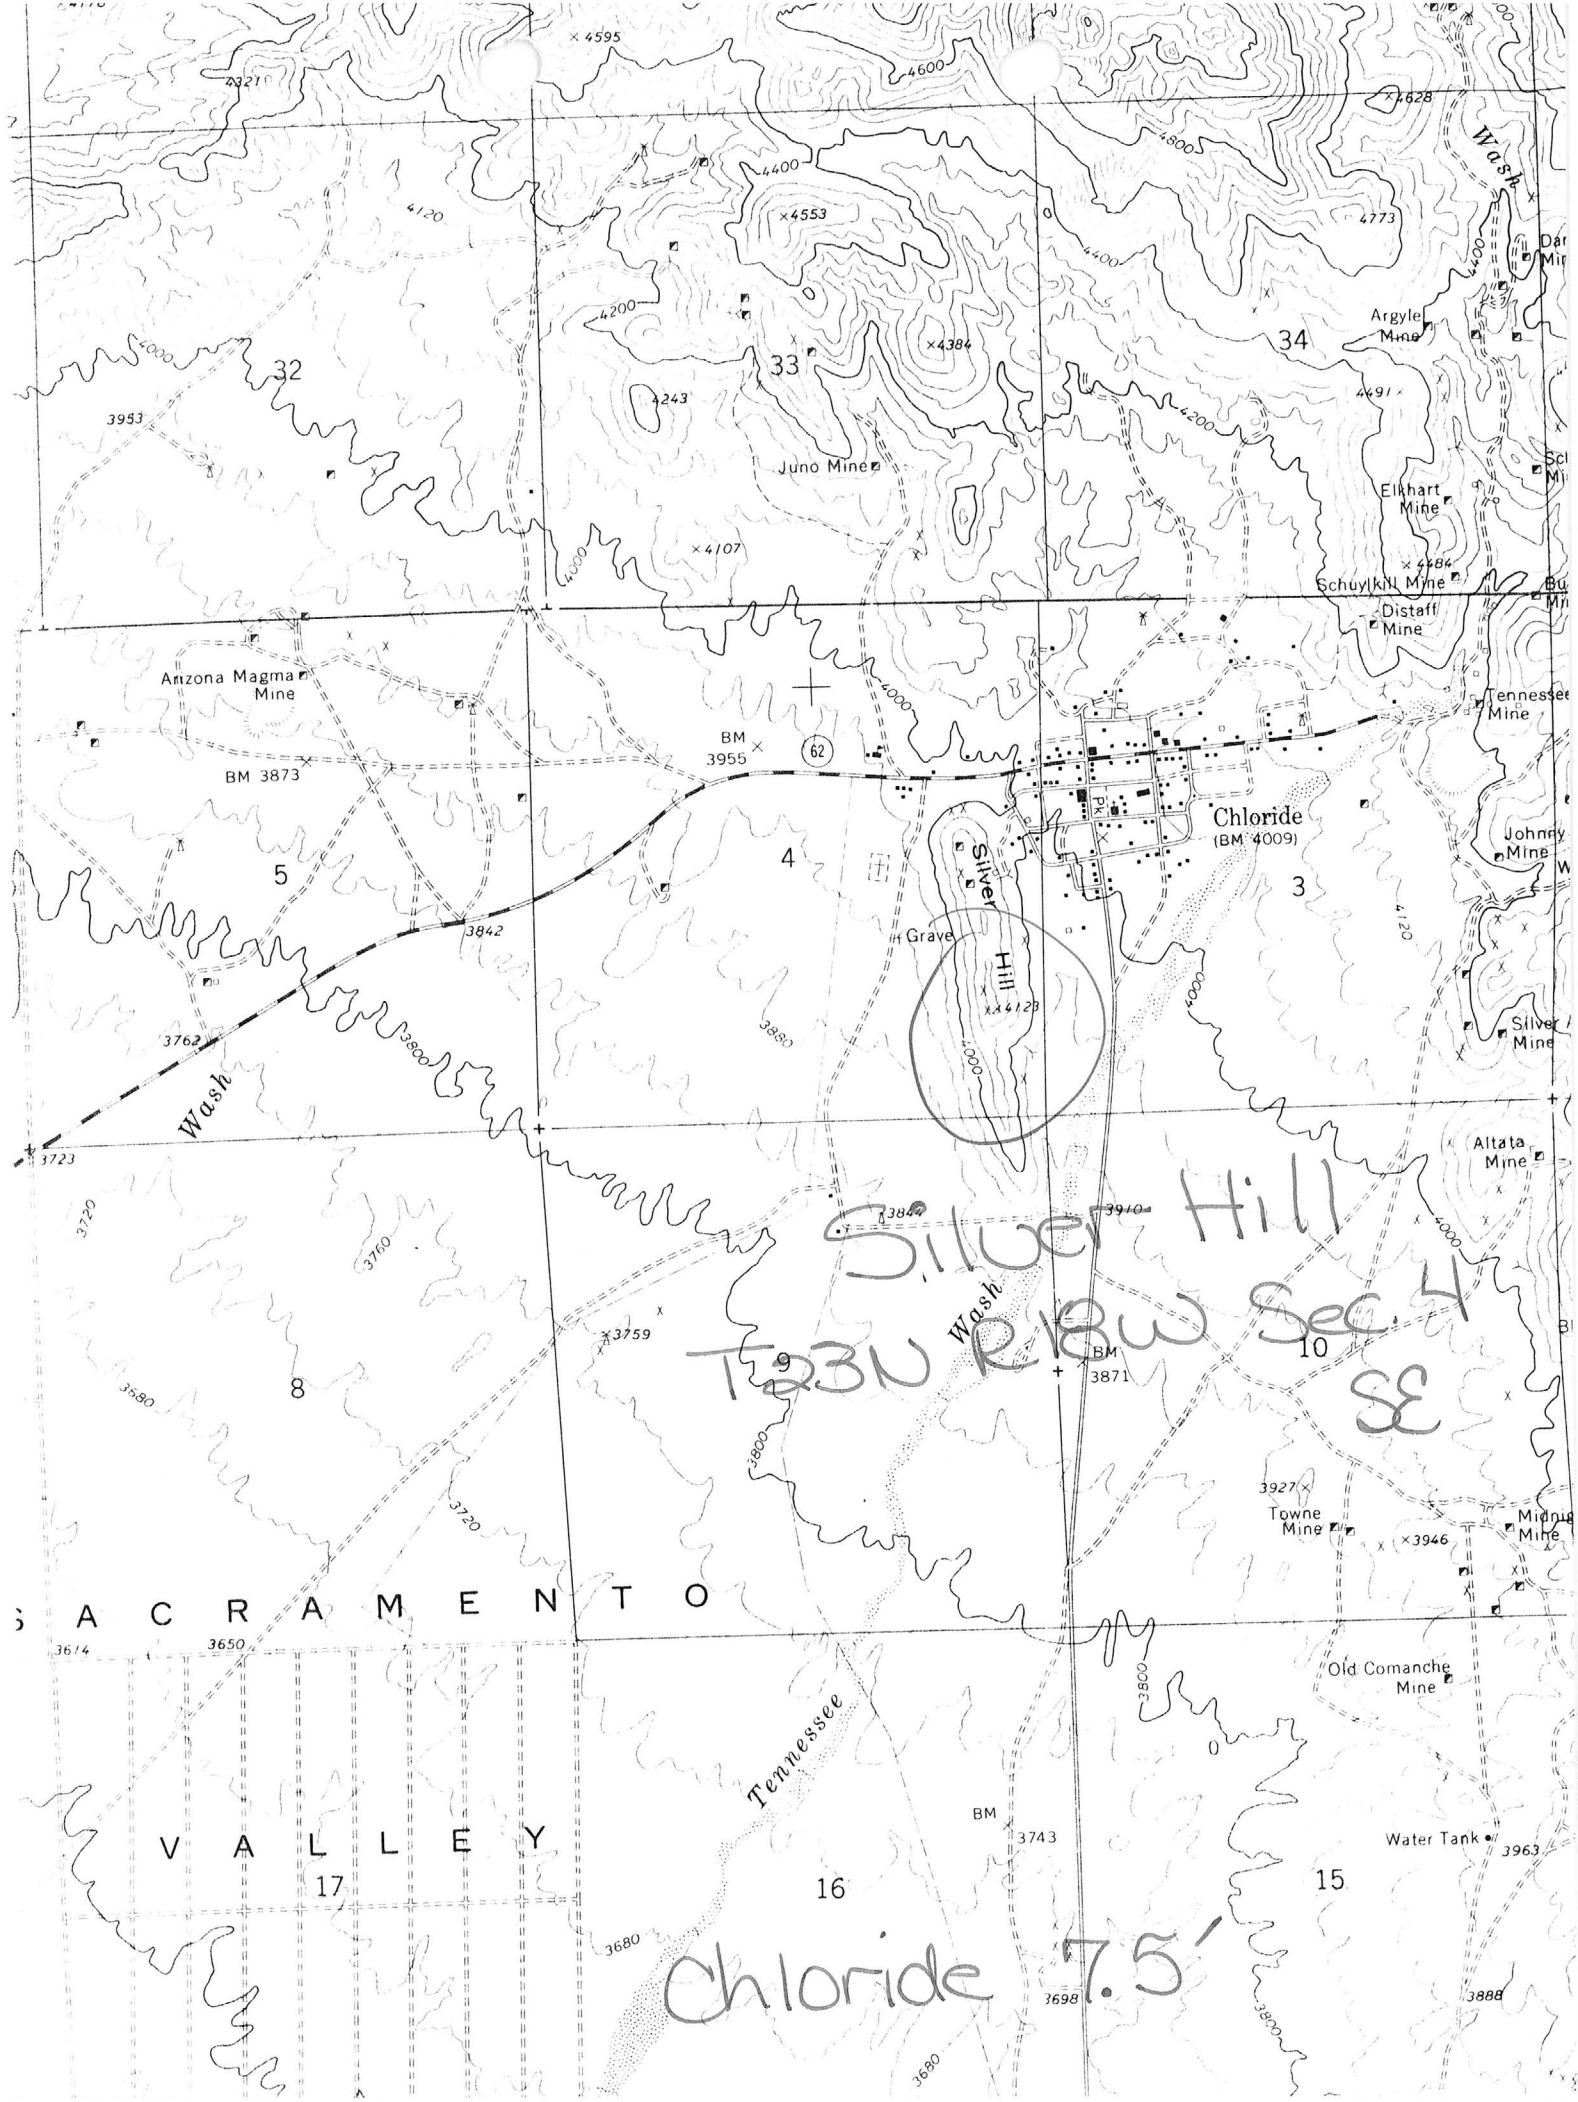 × 4595
4321
4600
×4628
4800
Wash
4400
4120
×4553
4773
4400
4400
4200
Argyle
Mine
34
×4384
4000
32
33
4491 ×
4243
3953
4200
Juno Mine
Elkhart
Mine
×4107
4000
× 4484
Schuylkill Mine
Distaff
Mine
Arizona Magma
Mine
4000
Tennessee
Mine
BM
3955 ×
62
BM 3873
Pk
Chloride
(BM 4009)
Johnny
Mine
5
4
Silver
3
4120
3842
Grave
Hill
×4123
4000
3762
3800
3880
4000
Silver
Mine
Wash
3723
Altata
Mine
3720
3844
3910
Silver Hill
3760
4000
Wash
T23N R18W Sec. 4
×3759
9
BM
3871
10
SE
8
3680
3800
3927 ×
3720
Towne
Mine
×3946
Mine
S A C R A M E N T O
3614
3650
Old Comanche
Mine
3800
Tennessee
BM
3743
Water Tank
3963
V A L L E Y
17
16
15
3680
Chloride 7.5'
3698
3888
3800
3680